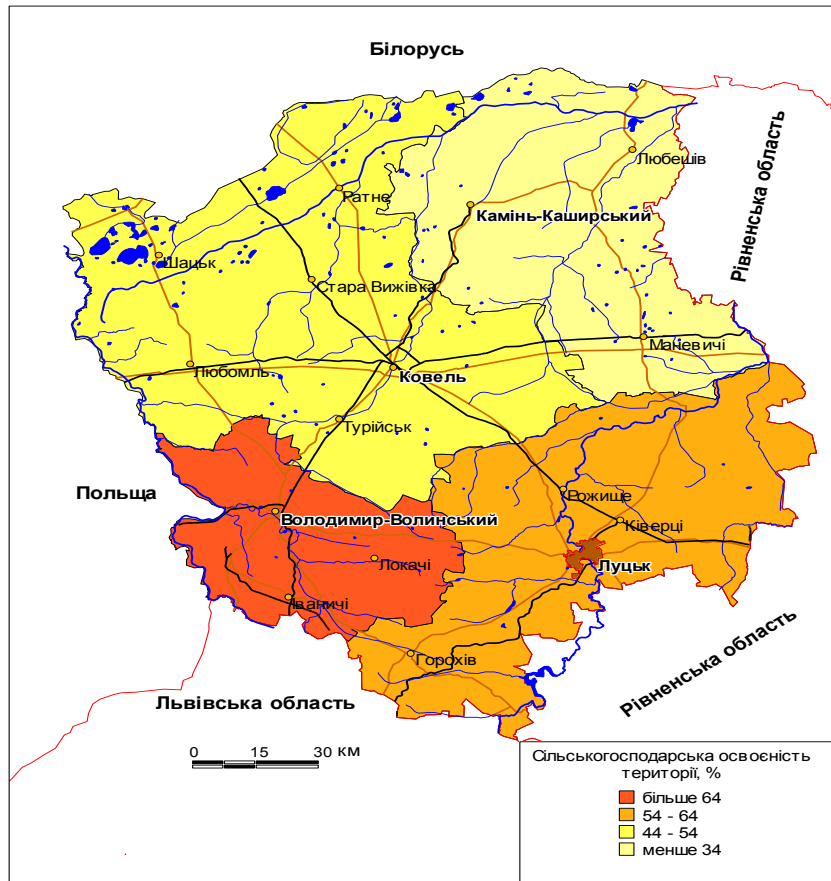 Білорусь
Любешів
Рівненська область
Ратне
Камінь-Каширський
Шацьк
Стара Вижівка
Маневичі
Любомль
Ковель
Турійськ
Польща
Рожище
Володимир-Волинський
Ківерці
Локачі
Луцьк
Іваничі
Горохів
Рівненська область
Львівська область
0 15 30 км
Сільськогосподарська освоєність
території, %
більше 64
54 - 64
44 - 54
менше 34